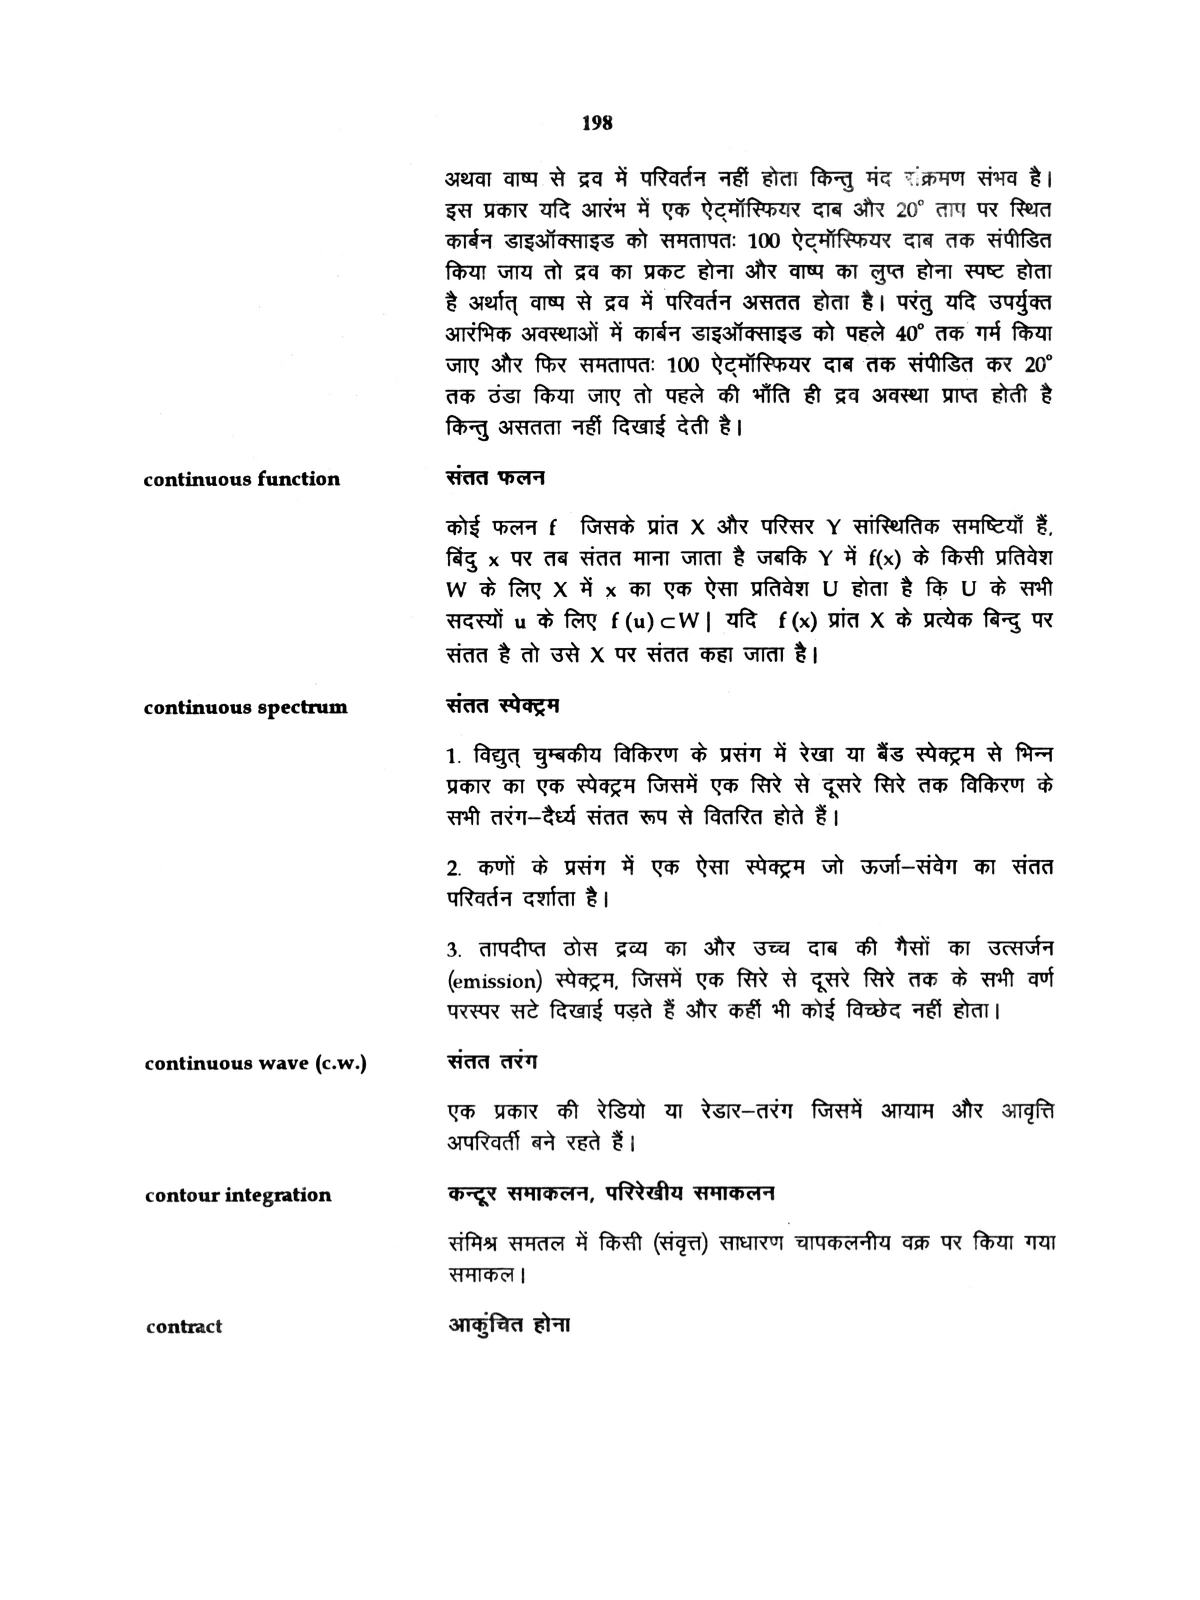 198
अथवा वाष्प से द्रव में परिवर्तन नहीं होता किन्तु मंद संक्रमण संभव है।
इस प्रकार यदि आरंभ में एक ऐट्मॉस्फियर दाब और 20° ताप पर स्थित
कार्बन डाइऑक्साइड को समतापतः 100 ऐट्मॉस्फियर दाब तक संपीडित
किया जाय तो द्रव का प्रकट होना और वाष्प का लुप्त होना स्पष्ट होता
है अर्थात् वाष्प से द्रव में परिवर्तन असतत होता है। परंतु यदि उपर्युक्त
आरंभिक अवस्थाओं में कार्बन डाइऑक्साइड को पहले 40° तक गर्म किया
जाए और फिर समतापतः 100 ऐट्मॉस्फियर दाब तक संपीडित कर 20°
तक ठंडा किया जाए तो पहले की भाँति ही द्रव अवस्था प्राप्त होती है
किन्तु असतता नहीं दिखाई देती है।
continuous function संतत फलन
कोई फलन f जिसके प्रांत X और परिसर Y सांस्थितिक समष्टियाँ हैं,
बिंदु x पर तब संतत माना जाता है जबकि Y में f(x) के किसी प्रतिवेश
W के लिए X में x का एक ऐसा प्रतिवेश U होता है कि U के सभी
सदस्यों u के लिए f (u) ⊂ W | यदि f (x) प्रांत X के प्रत्येक बिन्दु पर
संतत है तो उसे X पर संतत कहा जाता है।
continuous spectrum संतत स्पेक्ट्रम
1. विद्युत् चुम्बकीय विकिरण के प्रसंग में रेखा या बैंड स्पेक्ट्रम से भिन्न
प्रकार का एक स्पेक्ट्रम जिसमें एक सिरे से दूसरे सिरे तक विकिरण के
सभी तरंग–दैर्ध्य संतत रूप से वितरित होते हैं।
2. कणों के प्रसंग में एक ऐसा स्पेक्ट्रम जो ऊर्जा–संवेग का संतत
परिवर्तन दर्शाता है।
3. तापदीप्त ठोस द्रव्य का और उच्च दाब की गैसों का उत्सर्जन
(emission) स्पेक्ट्रम, जिसमें एक सिरे से दूसरे सिरे तक के सभी वर्ण
परस्पर सटे दिखाई पड़ते हैं और कहीं भी कोई विच्छेद नहीं होता।
continuous wave (c.w.) संतत तरंग
एक प्रकार की रेडियो या रेडार–तरंग जिसमें आयाम और आवृत्ति
अपरिवर्ती बने रहते हैं।
contour integration कन्टूर समाकलन, परिरेखीय समाकलन
संमिश्र समतल में किसी (संवृत्त) साधारण चापकलनीय वक्र पर किया गया
समाकल।
contract आकुंचित होना